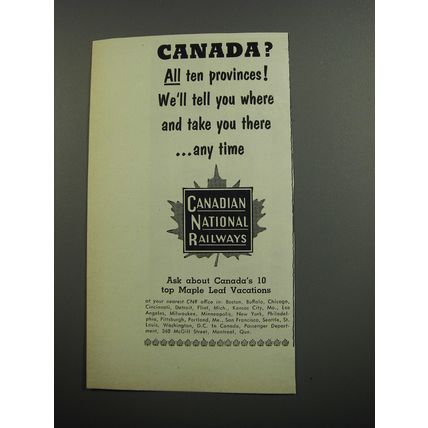 CANADA?
All ten provinces!
We'll tell you where
and take you there
...any time
CANADIAN
NATIONAL
RAILWAYS
Ask about Canada's 10
top Maple Leaf Vacations
at your nearest CNR office in: Boston, Buffalo, Chicago,
Cincinnati, Detroit, Flint, Mich., Kansas City, Mo., Los
Angeles, Milwaukee, Minneapolis, New York, Philadel-
phia, Pittsburgh, Portland, Me., San Francisco, Seattle, St.
Louis, Washington, D.C. In Canada, Passenger Depart-
ment, 360 McGill Street, Montreal, Que.